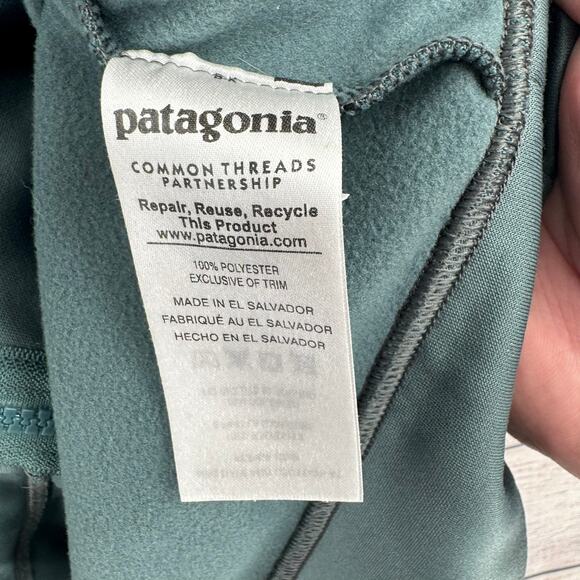 patagonia®
COMMON THREADS
PARTNERSHIP
Repair, Reuse, Recycle
This Product
www.patagonia.com
100% POLYESTER
EXCLUSIVE OF TRIM
MADE IN EL SALVADOR
FABRIQUÉ AU EL SALVADOR
HECHO EN EL SALVADOR